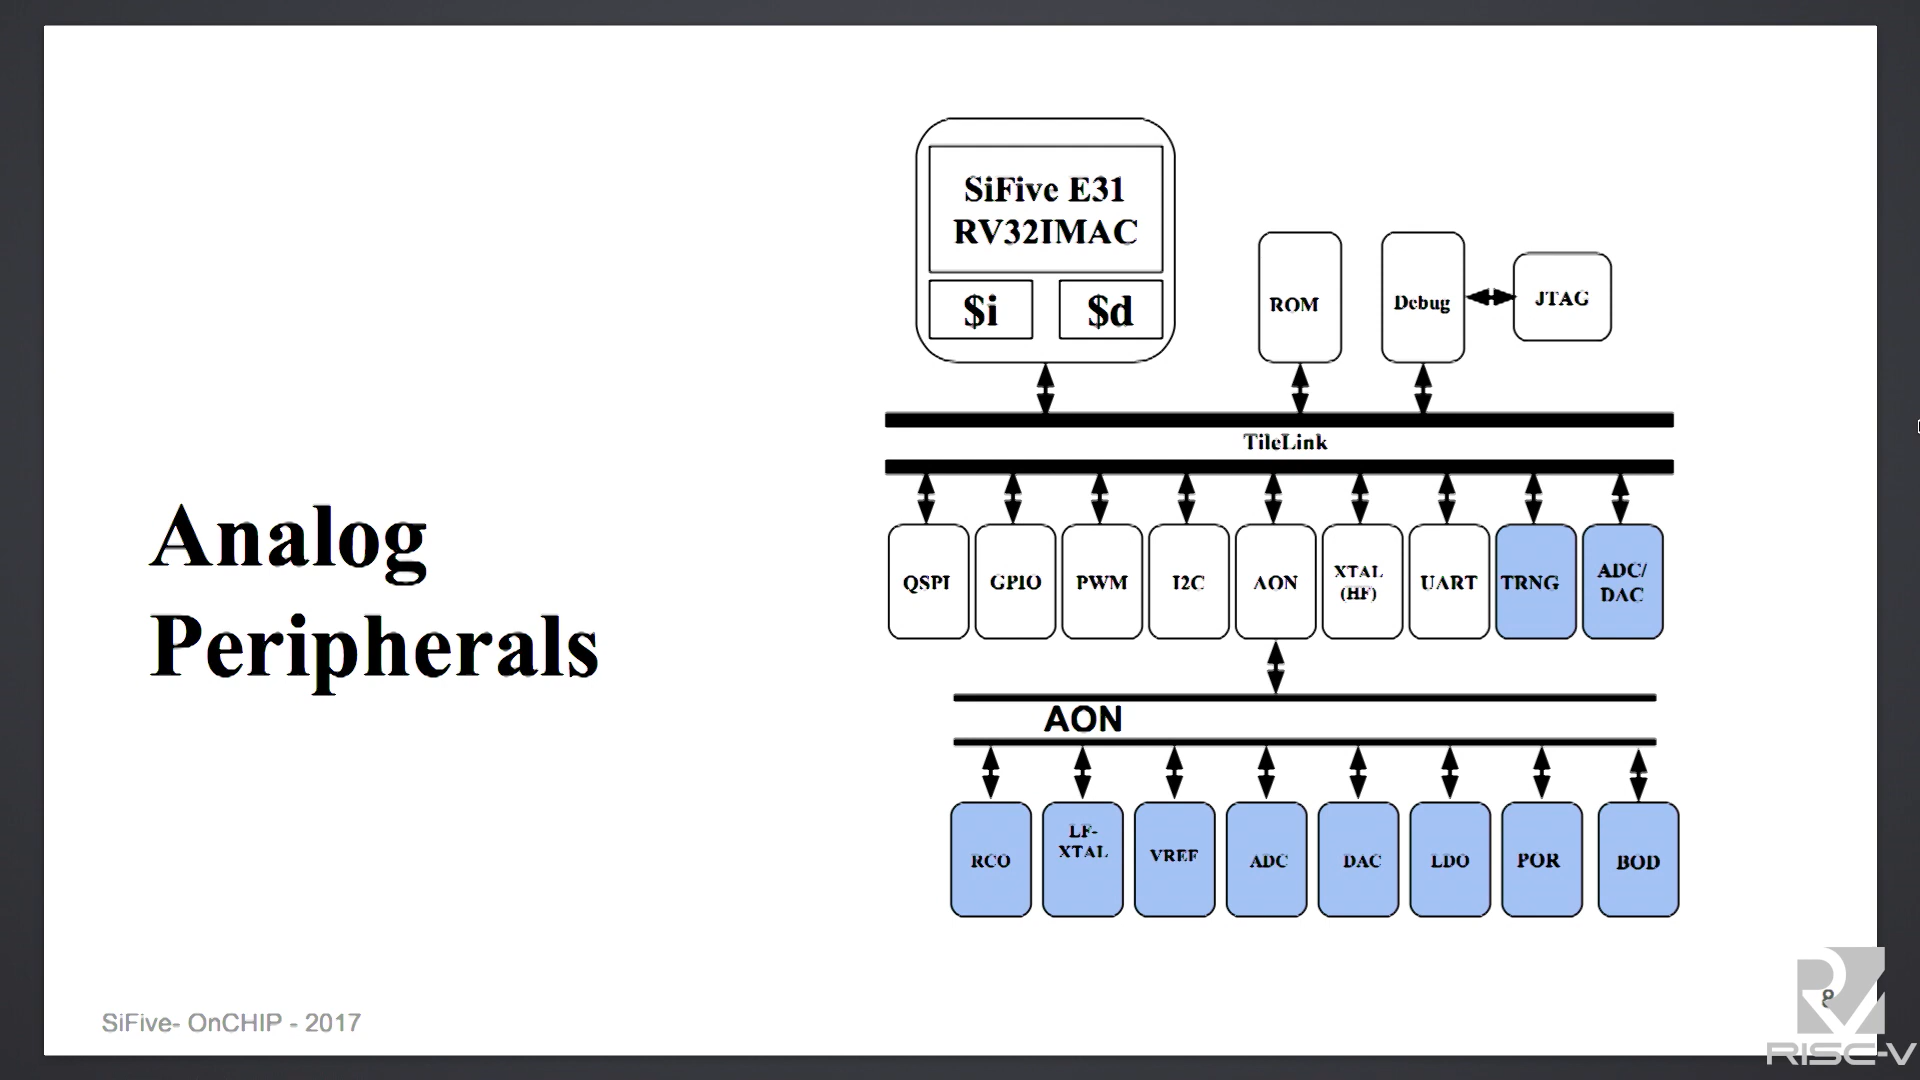 SiFive E31
RV32IMAC
$i
$d
ROM
Debug
JTAG
TileLink
QSPI
GPIO
PWM
I2C
AON
XTAL
(HF)
UART
TRNG
ADC/
DAC
Analog
Peripherals
AON
RCO
LF-
XTAL
VREF
ADC
DAC
LDO
POR
BOD
SiFive- OnCHIP - 2017
8
RISC-V